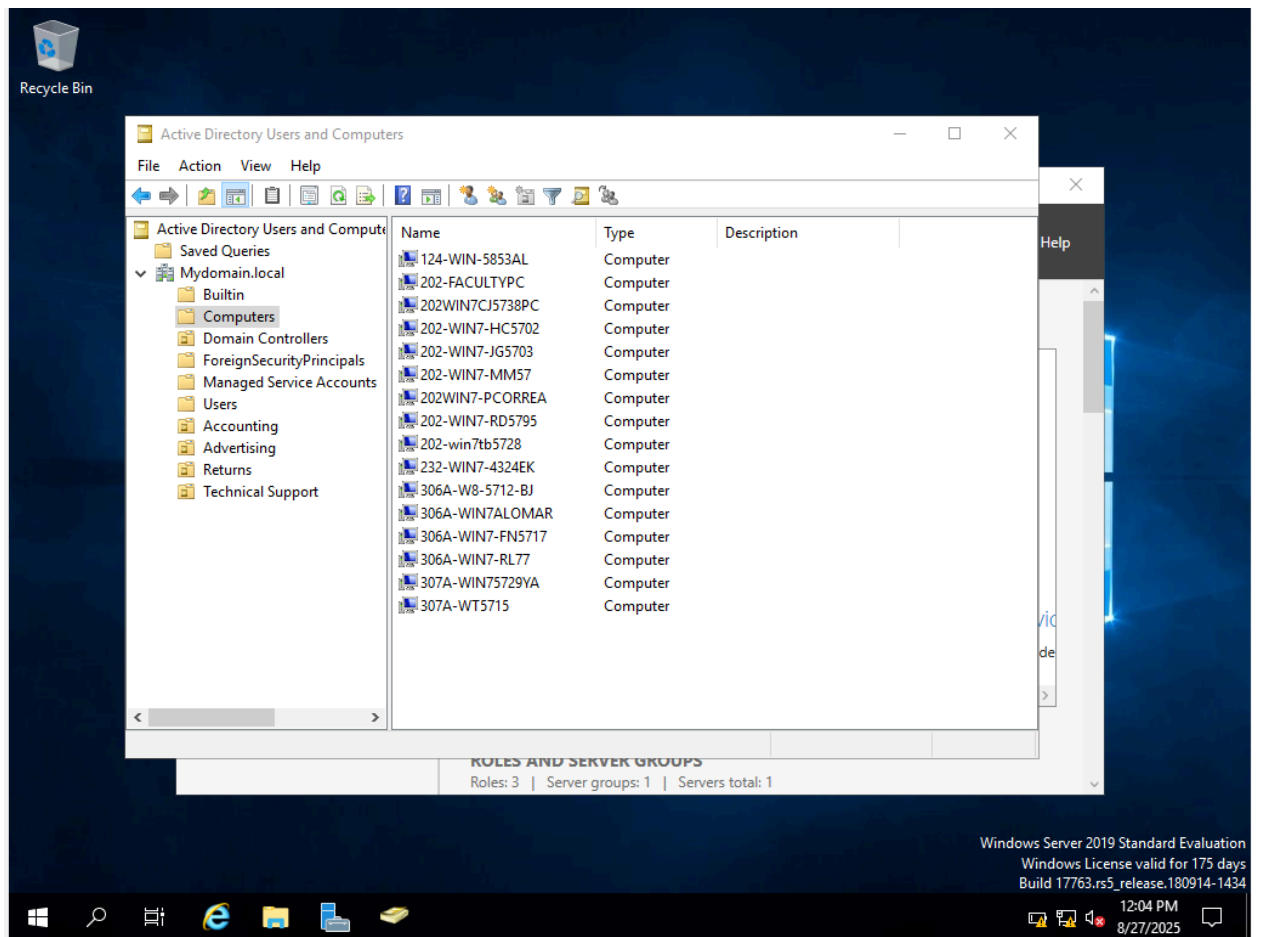 Recycle Bin
Active Directory Users and Computers
File Action View Help
Help
Active Directory Users and Compute
Saved Queries
Mydomain.local
Builtin
Computers
Domain Controllers
ForeignSecurityPrincipals
Managed Service Accounts
Users
Accounting
Advertising
Returns
Technical Support
Name Type Description
124-WIN-5853AL Computer
202-FACULTYPC Computer
202WIN7CJ5738PC Computer
202-WIN7-HC5702 Computer
202-WIN7-JG5703 Computer
202-WIN7-MM57 Computer
202WIN7-PCORREA Computer
202-WIN7-RD5795 Computer
202-win7tb5728 Computer
232-WIN7-4324EK Computer
306A-W8-5712-BJ Computer
306A-WIN7ALOMAR Computer
306A-WIN7-FN5717 Computer
306A-WIN7-RL77 Computer
307A-WIN75729YA Computer
307A-WT5715 Computer
vic
de
ROLES AND SERVER GROUPS
Roles: 3 | Server groups: 1 | Servers total: 1
Windows Server 2019 Standard Evaluation
Windows License valid for 175 days
Build 17763.rs5_release.180914-1434
12:04 PM
8/27/2025